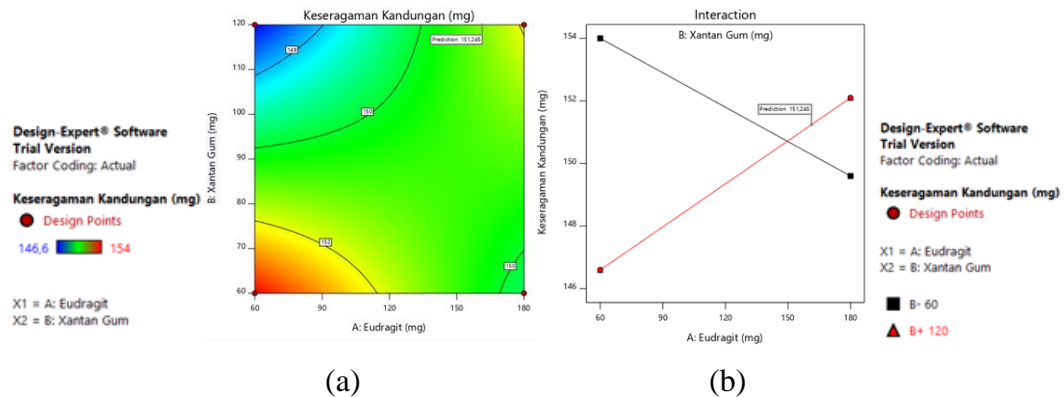 Design-Expert® Software
Trial Version
Factor Coding: Actual
Keseragaman Kandungan (mg)
Design Points
146,6 154
X1 = A: Eudragit
X2 = B: Xantan Gum
Keseragaman Kandungan (mg)
B: Xantan Gum (mg)
120
110
100
90
80
70
60
60 90 120 150 180
A: Eudragit (mg)
148
150
152
150
Prediction 151,245
(a)
Interaction
B: Xantan Gum (mg)
Keseragaman Kandungan (mg)
154
152
150
148
146
60 90 120 150 180
A: Eudragit (mg)
Prediction 151,245
(b)
Design-Expert® Software
Trial Version
Factor Coding: Actual
Keseragaman Kandungan (mg)
Design Points
X1 = A: Eudragit
X2 = B: Xantan Gum
B- 60
B+ 120